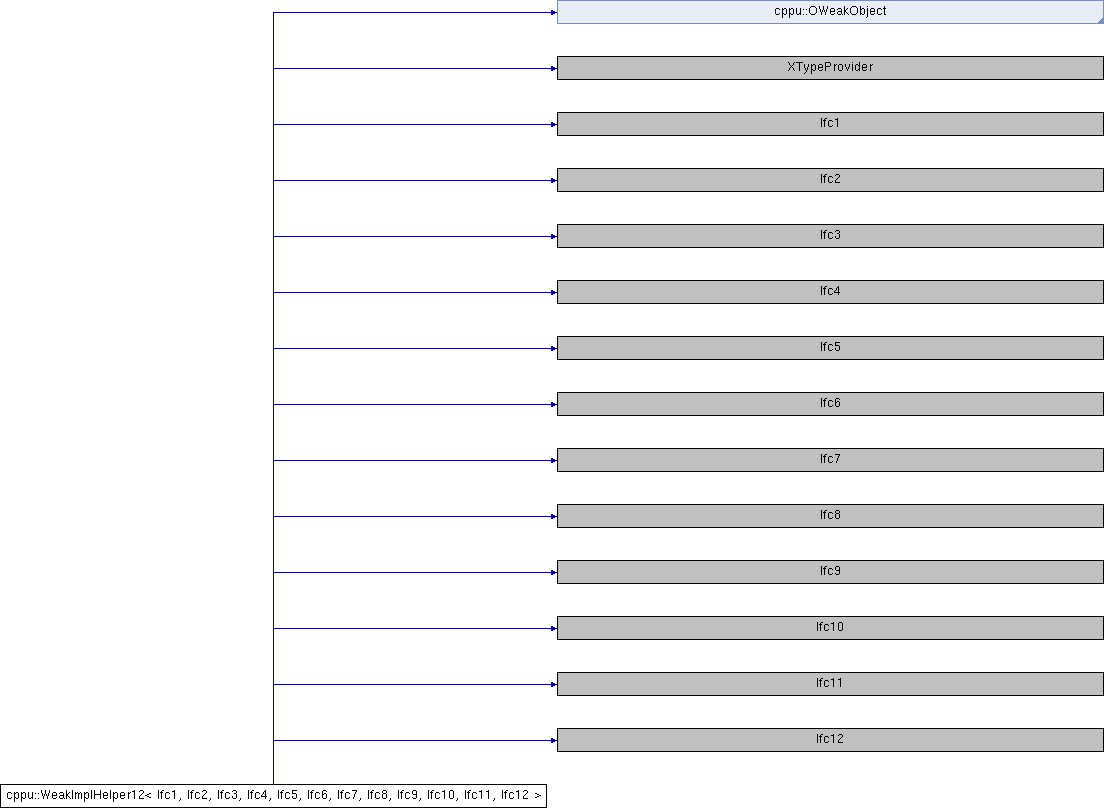 cppu::OWeakObject
XTypeProvider
Ifc1
Ifc2
Ifc3
Ifc4
Ifc5
Ifc6
Ifc7
Ifc8
Ifc9
Ifc10
Ifc11
Ifc12
cppu::WeakImplHelper12< Ifc1, Ifc2, Ifc3, Ifc4, Ifc5, Ifc6, Ifc7, Ifc8, Ifc9, Ifc10, Ifc11, Ifc12 >